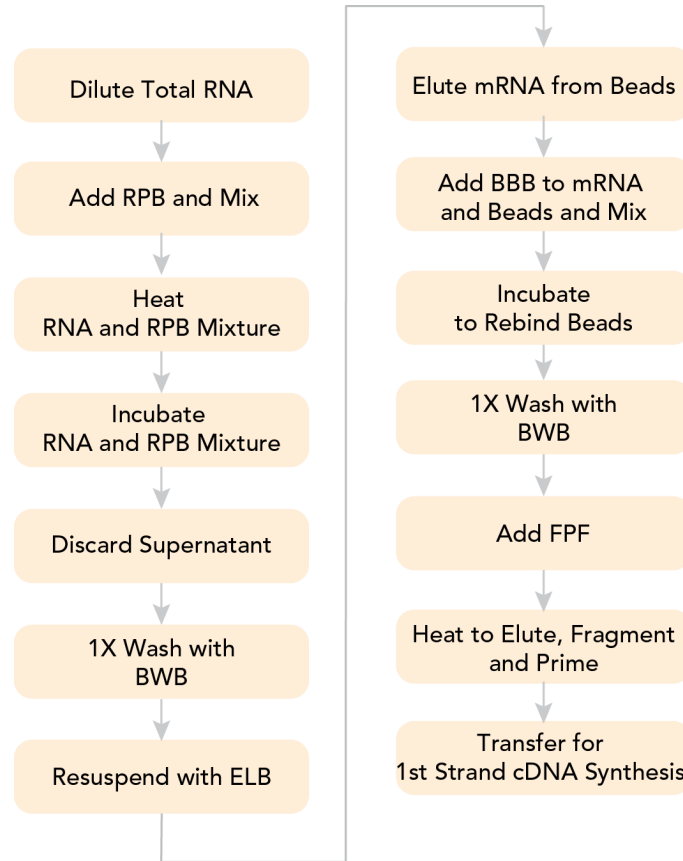 Dilute Total RNA
Add RPB and Mix
Heat
RNA and RPB Mixture
Incubate
RNA and RPB Mixture
Discard Supernatant
1X Wash with
BWB
Resuspend with ELB
Elute mRNA from Beads
Add BBB to mRNA
and Beads and Mix
Incubate
to Rebind Beads
1X Wash with
BWB
Add FPF
Heat to Elute, Fragment
and Prime
Transfer for
1st Strand cDNA Synthesis